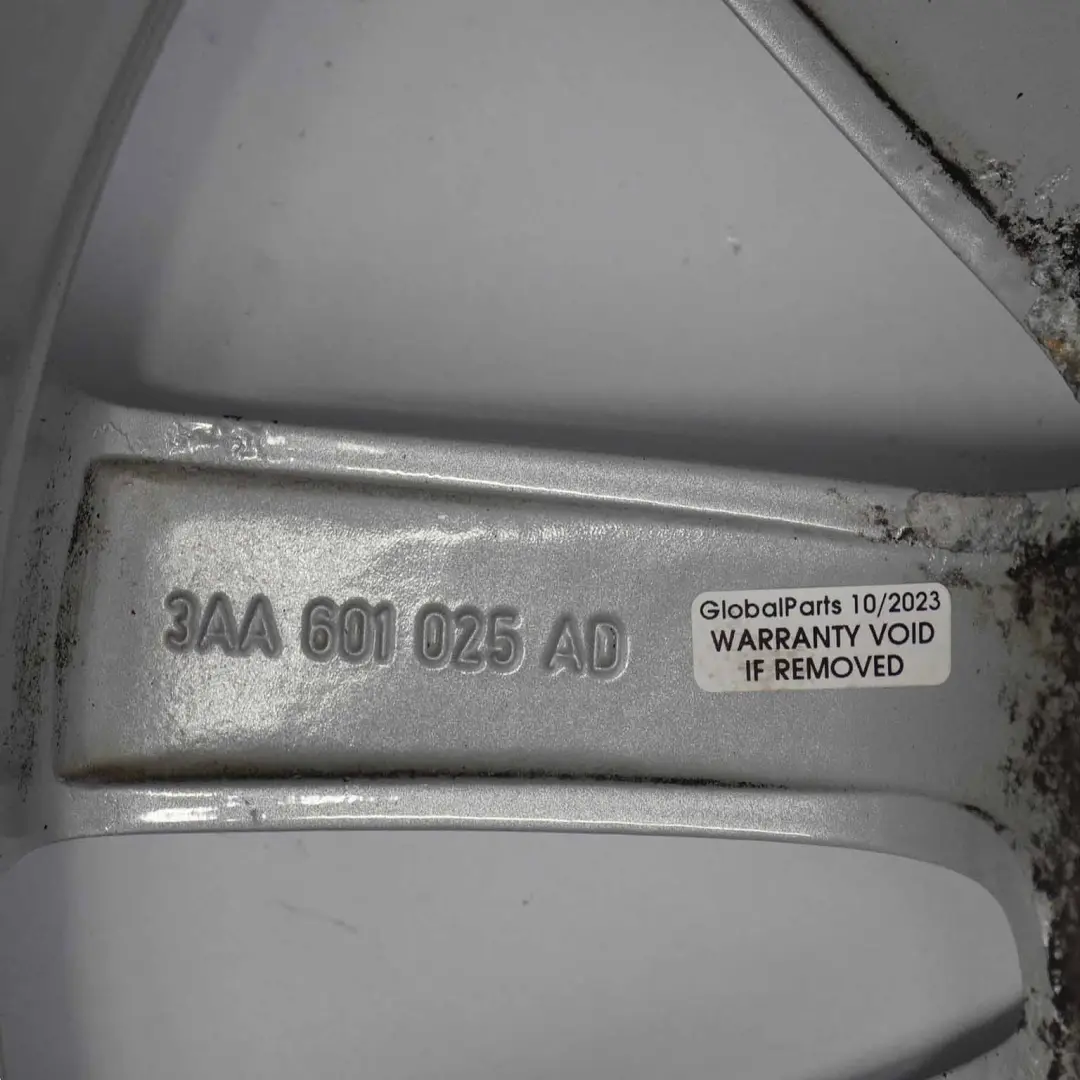 3AA 601 025 AD
GlobalParts 10/2023
WARRANTY VOID
IF REMOVED